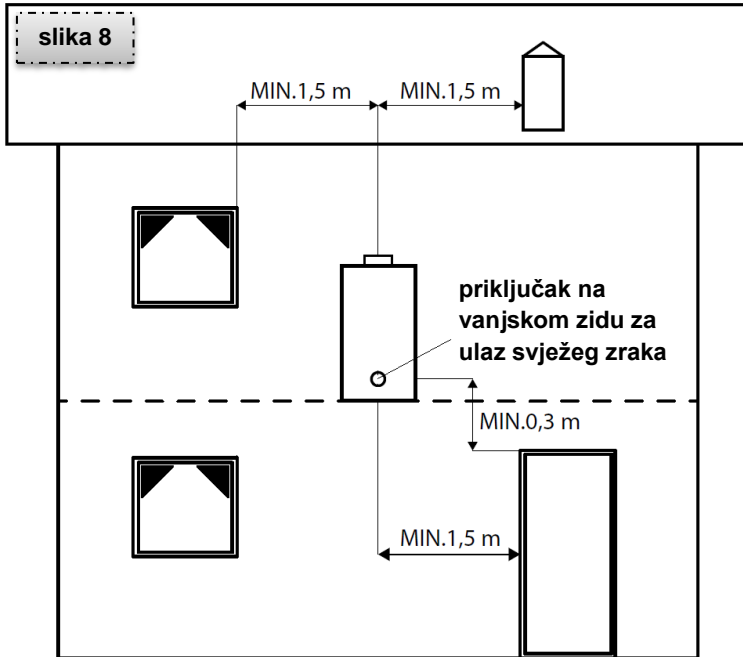 slika 8
MIN.1,5 m
MIN.1,5 m
priključak na
vanjskom zidu za
ulaz svježeg zraka
MIN.0,3 m
MIN.1,5 m